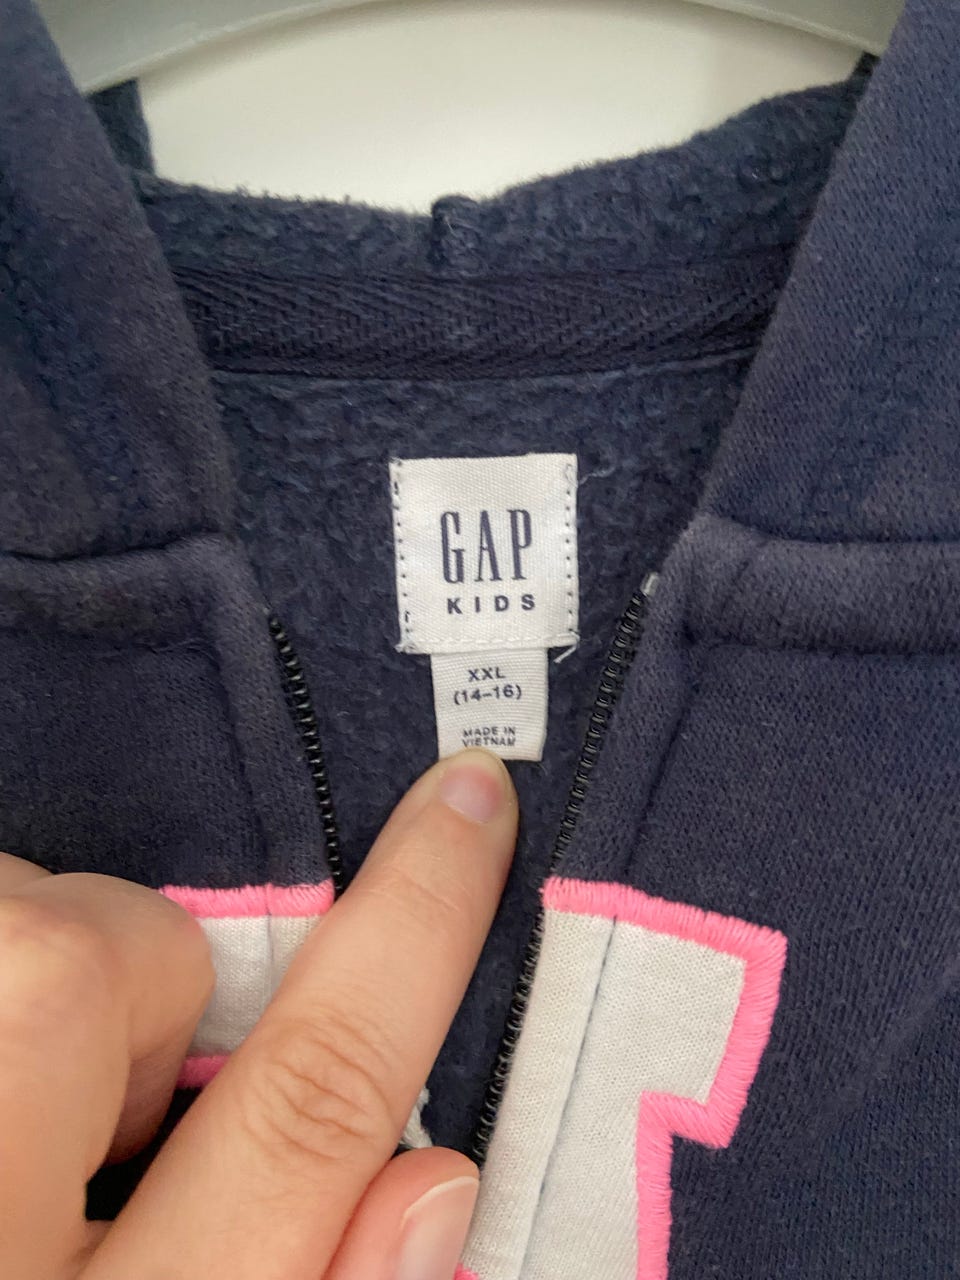 GAP
KIDS
XXL
(14-16)
MADE IN
VIETNAM